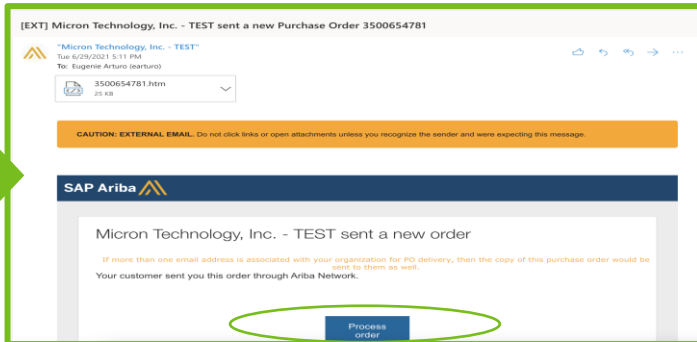 [EXT] Micron Technology, Inc. - TEST sent a new Purchase Order 3500654781
"Micron Technology, Inc. - TEST"
Tue 6/29/2021 5:11 PM
To: Eugenie Arturo (earturo)
3500654781.htm
25 KB
CAUTION: EXTERNAL EMAIL. Do not click links or open attachments unless you recognize the sender and were expecting this message.
SAP Ariba
Micron Technology, Inc. - TEST sent a new order
If more than one email address is associated with your organization for PO delivery, then the copy of this purchase order would be
sent to them as well.
Your customer sent you this order through Ariba Network.
Process
order